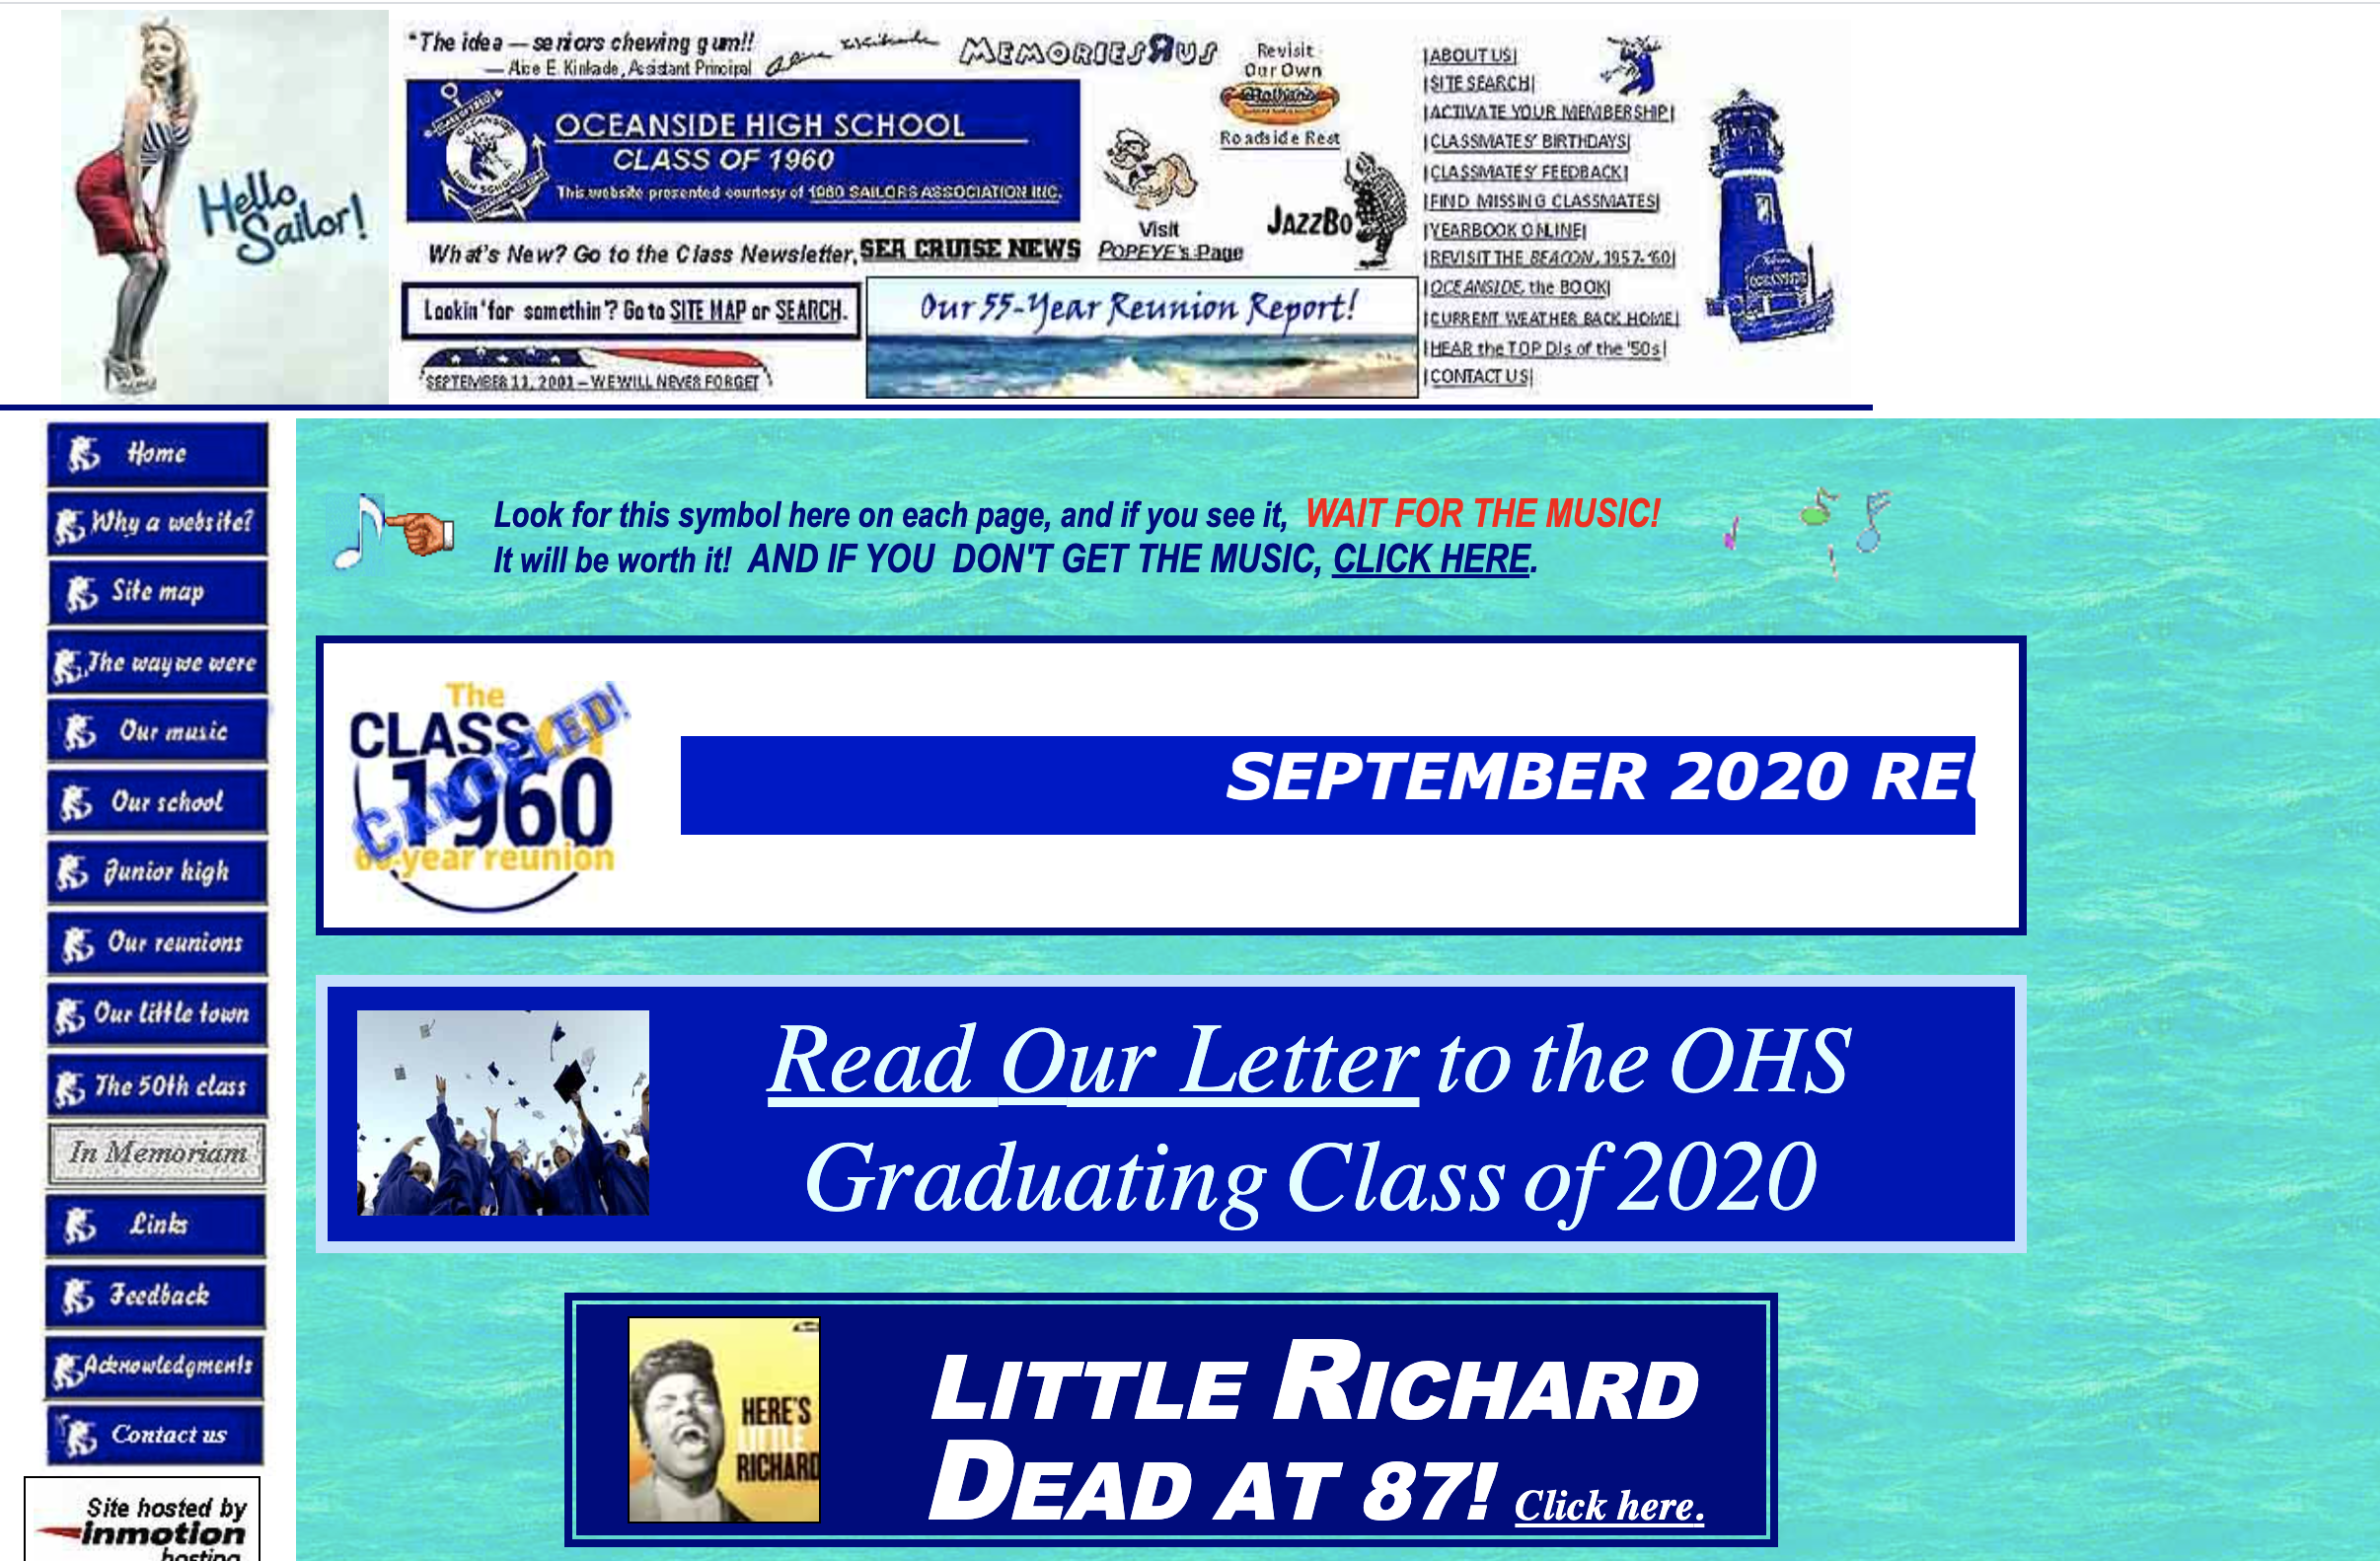 Hello
Sailor!
"The idea — seniors chewing gum!!
— Alice E. Kinkade, Assistant Principal
MEMORIESЯUS
Revisit
Our Own
Nathan's
Roadside Rest
OCEANSIDE HIGH SCHOOL
CLASS OF 1960
This website presented courtesy of 1960 SAILORS ASSOCIATION INC.
Visit
POPEYE's Page
JAZZBO
What's New? Go to the Class Newsletter, SEA CRUISE NEWS
Lookin' for somethin'? Go to SITE MAP or SEARCH.
SEPTEMBER 11, 2001 – WE WILL NEVER FORGET
Our 55-Year Reunion Report!
|ABOUT US|
|SITE SEARCH|
|ACTIVATE YOUR MEMBERSHIP|
|CLASSMATES' BIRTHDAYS|
|CLASSMATES' FEEDBACK|
|FIND MISSING CLASSMATES|
|YEARBOOK ONLINE|
|REVISIT THE BEACON, 1957-'60|
|OCEANSIDE, the BOOK|
|CURRENT WEATHER BACK HOME|
|HEAR the TOP DJs of the '50s|
|CONTACT US|
OCEANSIDE
Home
Why a website?
Site map
The way we were
Our music
Our school
Junior high
Our reunions
Our little town
The 50th class
In Memoriam
Links
Feedback
Acknowledgments
Contact us
Site hosted by
inmotion
hosting
Look for this symbol here on each page, and if you see it, WAIT FOR THE MUSIC!
It will be worth it! AND IF YOU DON'T GET THE MUSIC, CLICK HERE.
The
CLASS OF
1960
60-year reunion
CANCELED!
SEPTEMBER 2020 REU
Read Our Letter to the OHS
Graduating Class of 2020
HERE'S
LITTLE
RICHARD
LITTLE RICHARD
DEAD AT 87! Click here.